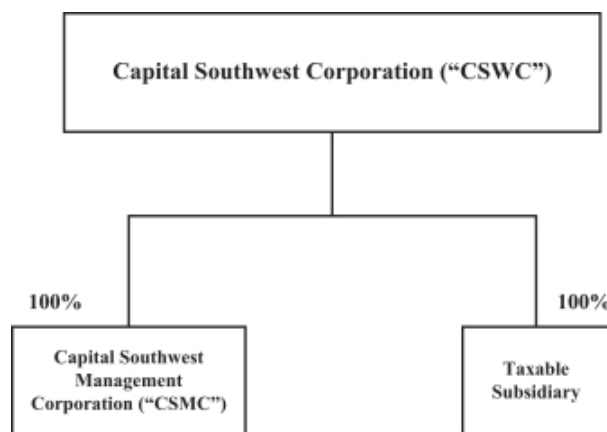 Capital Southwest Corporation (“CSWC”)
100%
100%
Capital Southwest
Management
Corporation (“CSMC”)
Taxable
Subsidiary